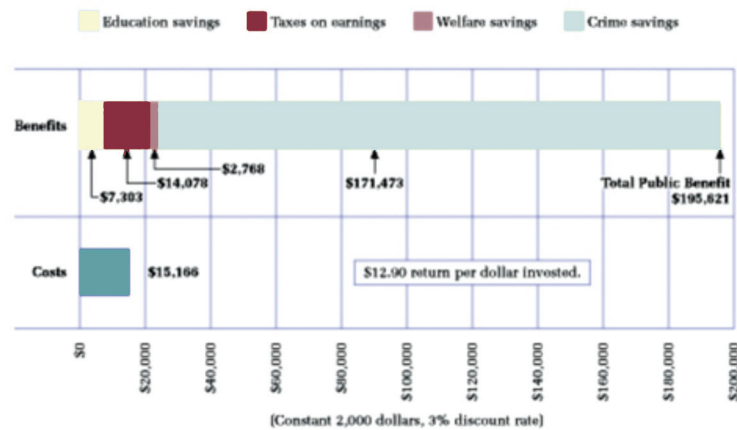 Education savings Taxes on earnings Welfare savings Crime savings
Benefits
$2,768
$14,078
$171,473
Total Public Benefit
$7,303
$195,621
Costs
$15,166
$12.90 return per dollar invested.
$0
$20,000
$40,000
$60,000
$80,000
$100,000
$120,000
$140,000
$160,000
$180,000
$200,000
[Constant 2,000 dollars, 3% discount rate]